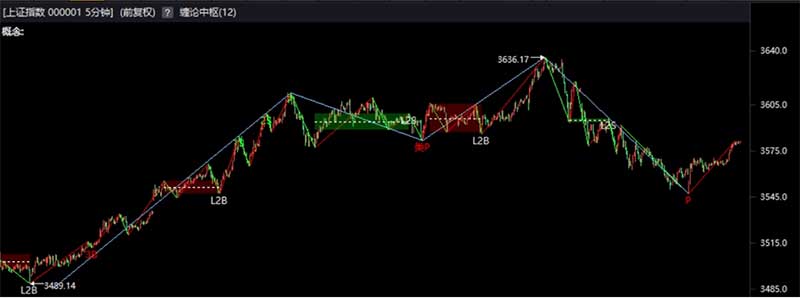 [上证指数 000001 5分钟] (前复权) ? 缠论中枢(12)
概念:
3640.0
3636.17
3605.0
L2S
L2S
L2B
类P
3575.0
L2B
3545.0
P
3515.0
L2B
3489.14
3485.0